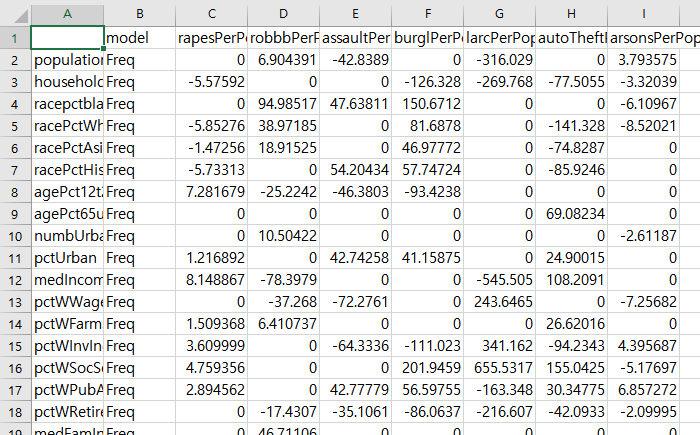 A B C D E F G H I
1 model rapesPerP robbbPerF assaultPer burglPerP larcPerPop autoTheftl arsonsPerPop
2 population Freq 0 6.904391 -42.8389 0 -316.029 0 3.793575
3 househol Freq -5.57592 0 0 -126.328 -269.768 -77.5055 -3.32039
4 racepctbla Freq 0 94.98517 47.63811 150.6712 0 0 -6.10967
5 racePctWh Freq -5.85276 38.97185 0 81.6878 0 -141.328 -8.52021
6 racePctAsi Freq -1.47256 18.91525 0 46.97772 0 -74.8287 0
7 racePctHis Freq -5.73313 0 54.20434 57.74724 0 -85.9246 0
8 agePct12t Freq 7.281679 -25.2242 -46.3803 -93.4238 0 0 0
9 agePct65u Freq 0 0 0 0 0 69.08234 0
10 numbUrba Freq 0 10.50422 0 0 0 0 -2.61187
11 pctUrban Freq 1.216892 0 42.74258 41.15875 0 24.90015 0
12 medIncom Freq 8.148867 -78.3979 0 0 -545.505 108.2091 0
13 pctWWage Freq 0 -37.268 -72.2761 0 243.6465 0 -7.25682
14 pctWFarm Freq 1.509368 6.410737 0 0 0 26.62016 0
15 pctWInvIn Freq 3.609999 0 -64.3336 -111.023 341.162 -94.2343 4.395687
16 pctWSocS Freq 4.759356 0 0 201.9459 655.5317 155.0425 -5.17697
17 pctWPubA Freq 2.894562 0 42.77779 56.59755 -163.348 30.34775 6.857272
18 pctWRetire Freq 0 -17.4307 -35.1061 -86.0637 -216.607 -42.0933 -2.09995
19 medFamIn Freq 0 46.71106 0 0 0 0 0